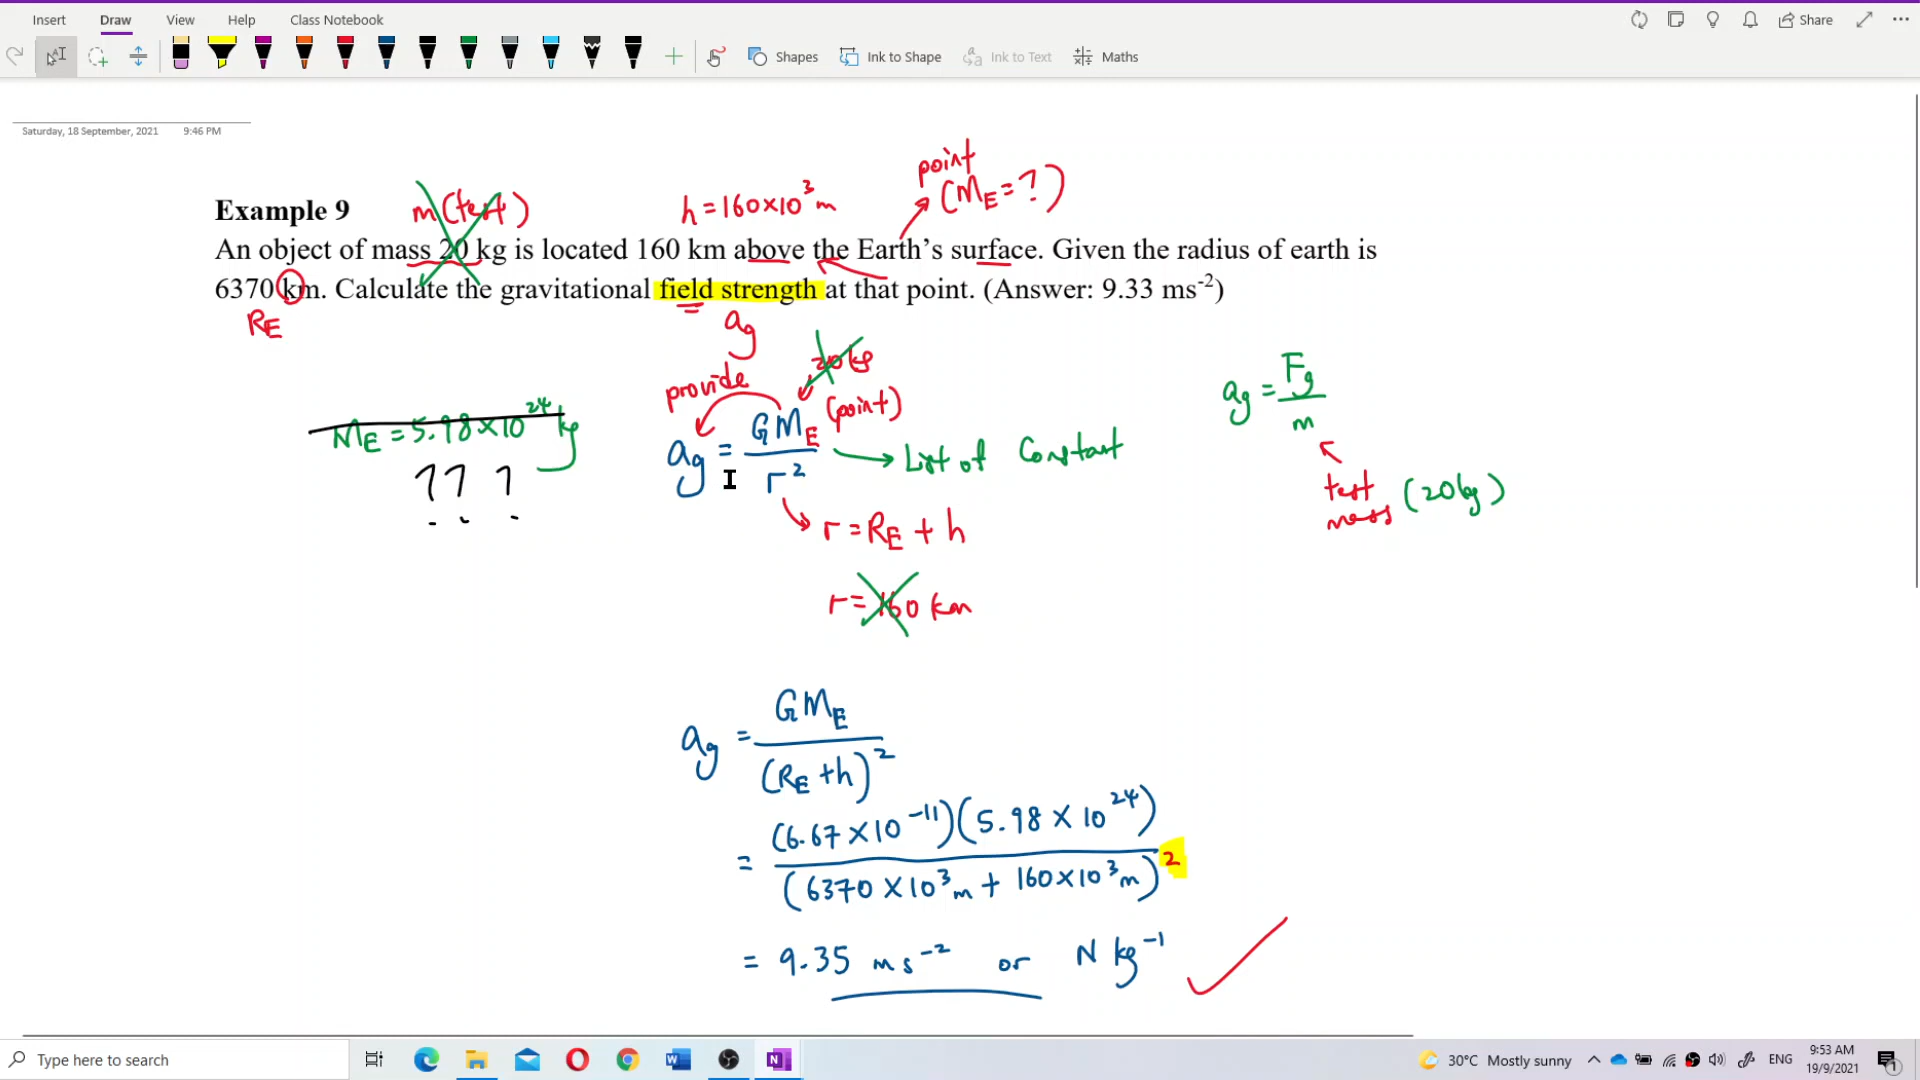 Insert Draw View Help Class Notebook Share
Shapes Ink to Shape Ink to Text Maths
Saturday, 18 September, 2021 9:46 PM
point
(ME = ?)
Example 9 m (test) h = 160×10³ m
An object of mass 20 kg is located 160 km above the Earth's surface. Given the radius of earth is
6370 km. Calculate the gravitational field strength at that point. (Answer: 9.33 ms⁻²)
RE
ag
20 kg
provide
(point)
ME = 5.98×10²⁴ kg
? ? ?
ag = GME / r²
List of Constant
ag = Fg / m
test mass (20kg)
r = RE + h
r = 160 km
ag = GME / (RE + h)²
= (6.67 × 10⁻¹¹)(5.98 × 10²⁴) / (6370 × 10³ m + 160×10³ m)²
= 9.35 ms⁻² or N kg⁻¹
Type here to search 30°C Mostly sunny ENG 9:53 AM
19/9/2021
1